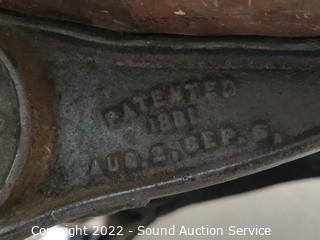 PATENTED
1881
AUG. 2, SEP. 6,
Copyright 2022 - Sound Auction Service